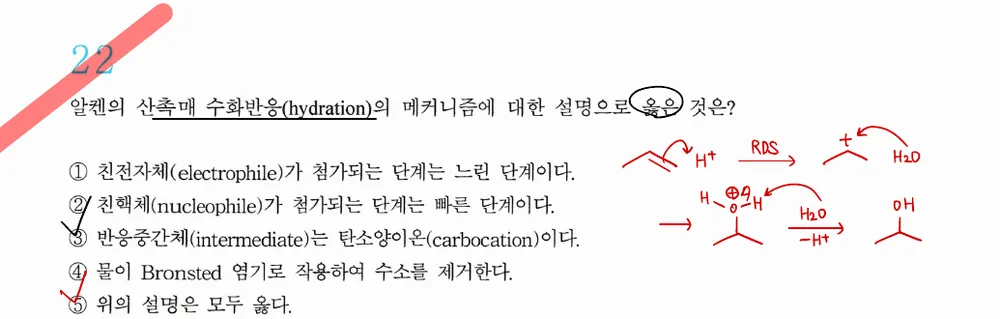 22
알켄의 산촉매 수화반응(hydration)의 메커니즘에 대한 설명으로 옳은 것은?
① 친전자체(electrophile)가 첨가되는 단계는 느린 단계이다.
② 친핵체(nucleophile)가 첨가되는 단계는 빠른 단계이다.
③ 반응중간체(intermediate)는 탄소양이온(carbocation)이다.
④ 물이 Bronsted 염기로 작용하여 수소를 제거한다.
⑤ 위의 설명은 모두 옳다.
H+ RDS + H2O
H O H ⊕ H2O -H+ OH